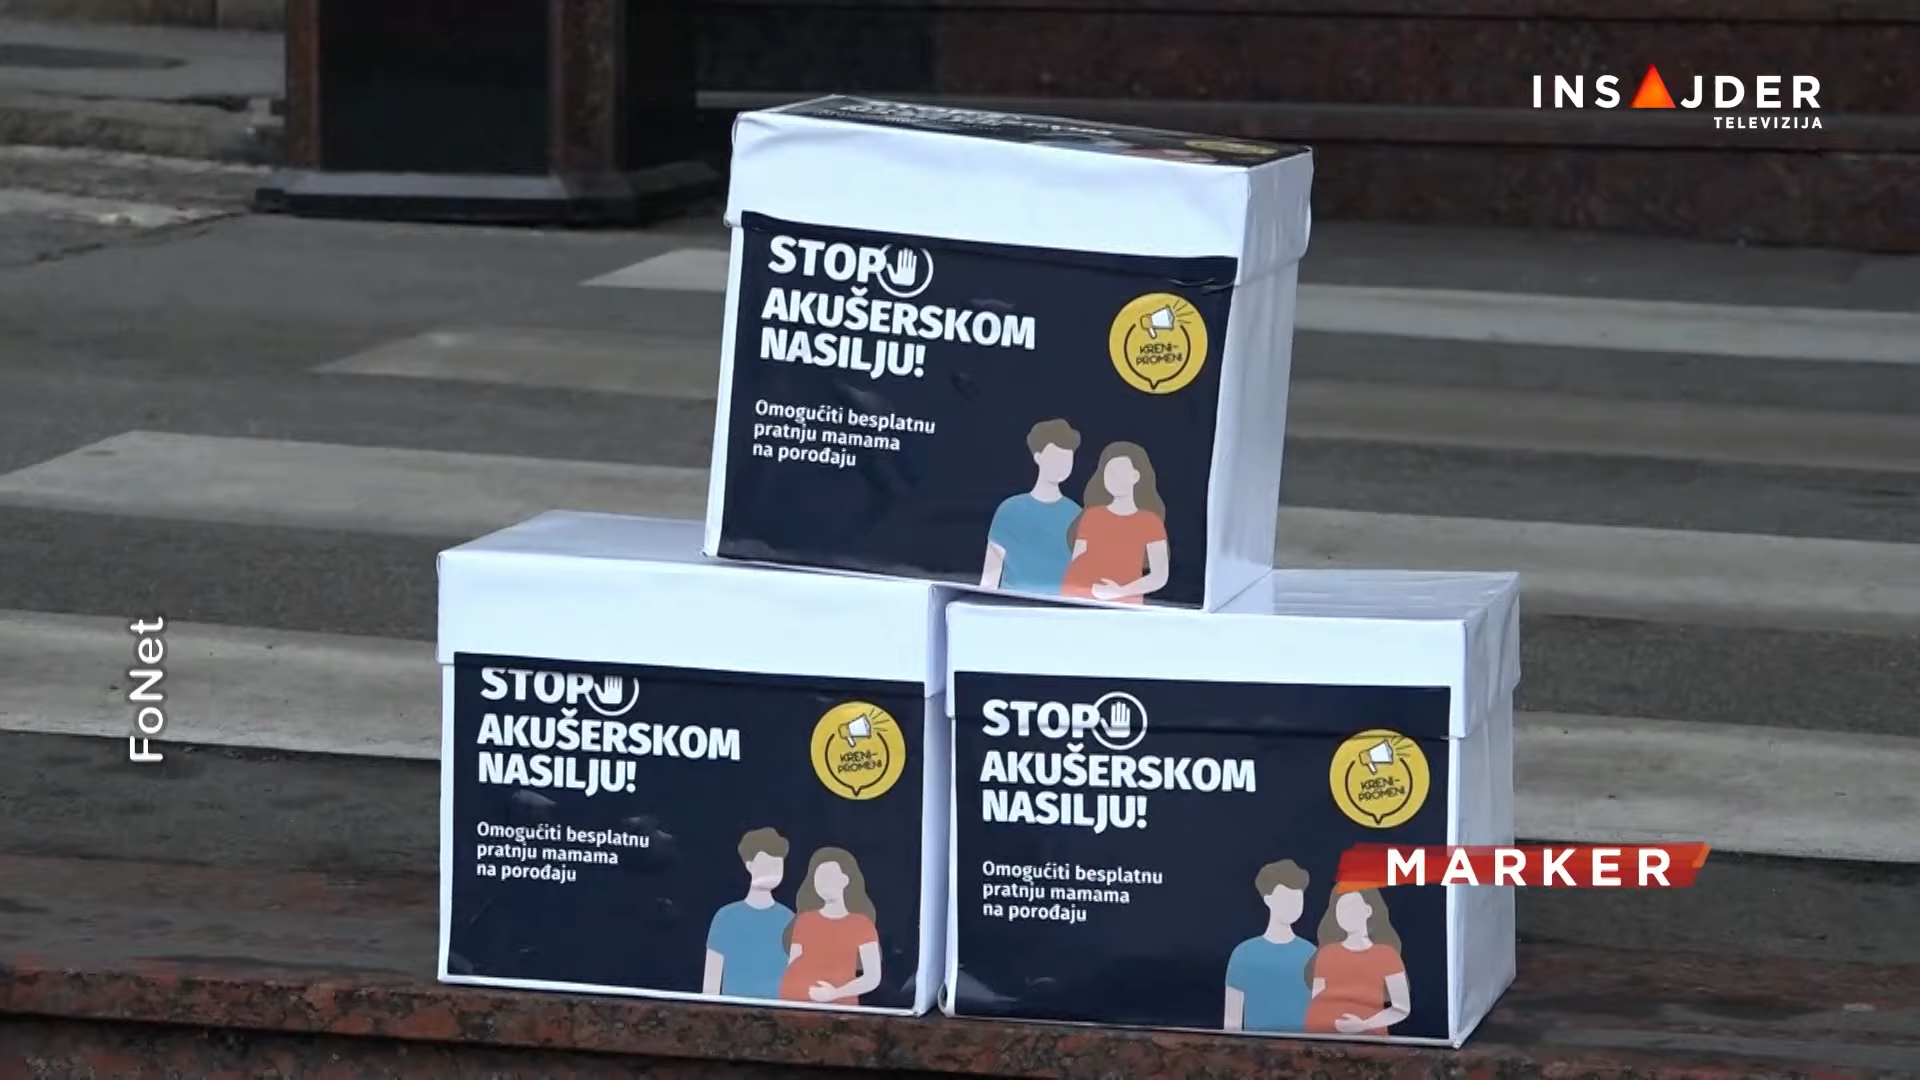 INSAJDER
TELEVIZIJA
STOP
AKUŠERSKOM
NASILJU!
KRENI-
PROMENI
Omogućiti besplatnu
pratnju mamama
na porođaju
FoNet
STOP
AKUŠERSKOM
NASILJU!
KRENI-
PROMENI
Omogućiti besplatnu
pratnju mamama
na porođaju
STOP
AKUŠERSKOM
NASILJU!
KRENI-
PROMENI
Omogućiti besplatnu
pratnju mamama
na porođaju
MARKER